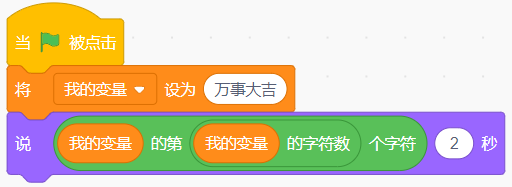 当 被点击
将 我的变量 设为 万事大吉
说 我的变量 的第 我的变量 的字符数 个字符 2 秒